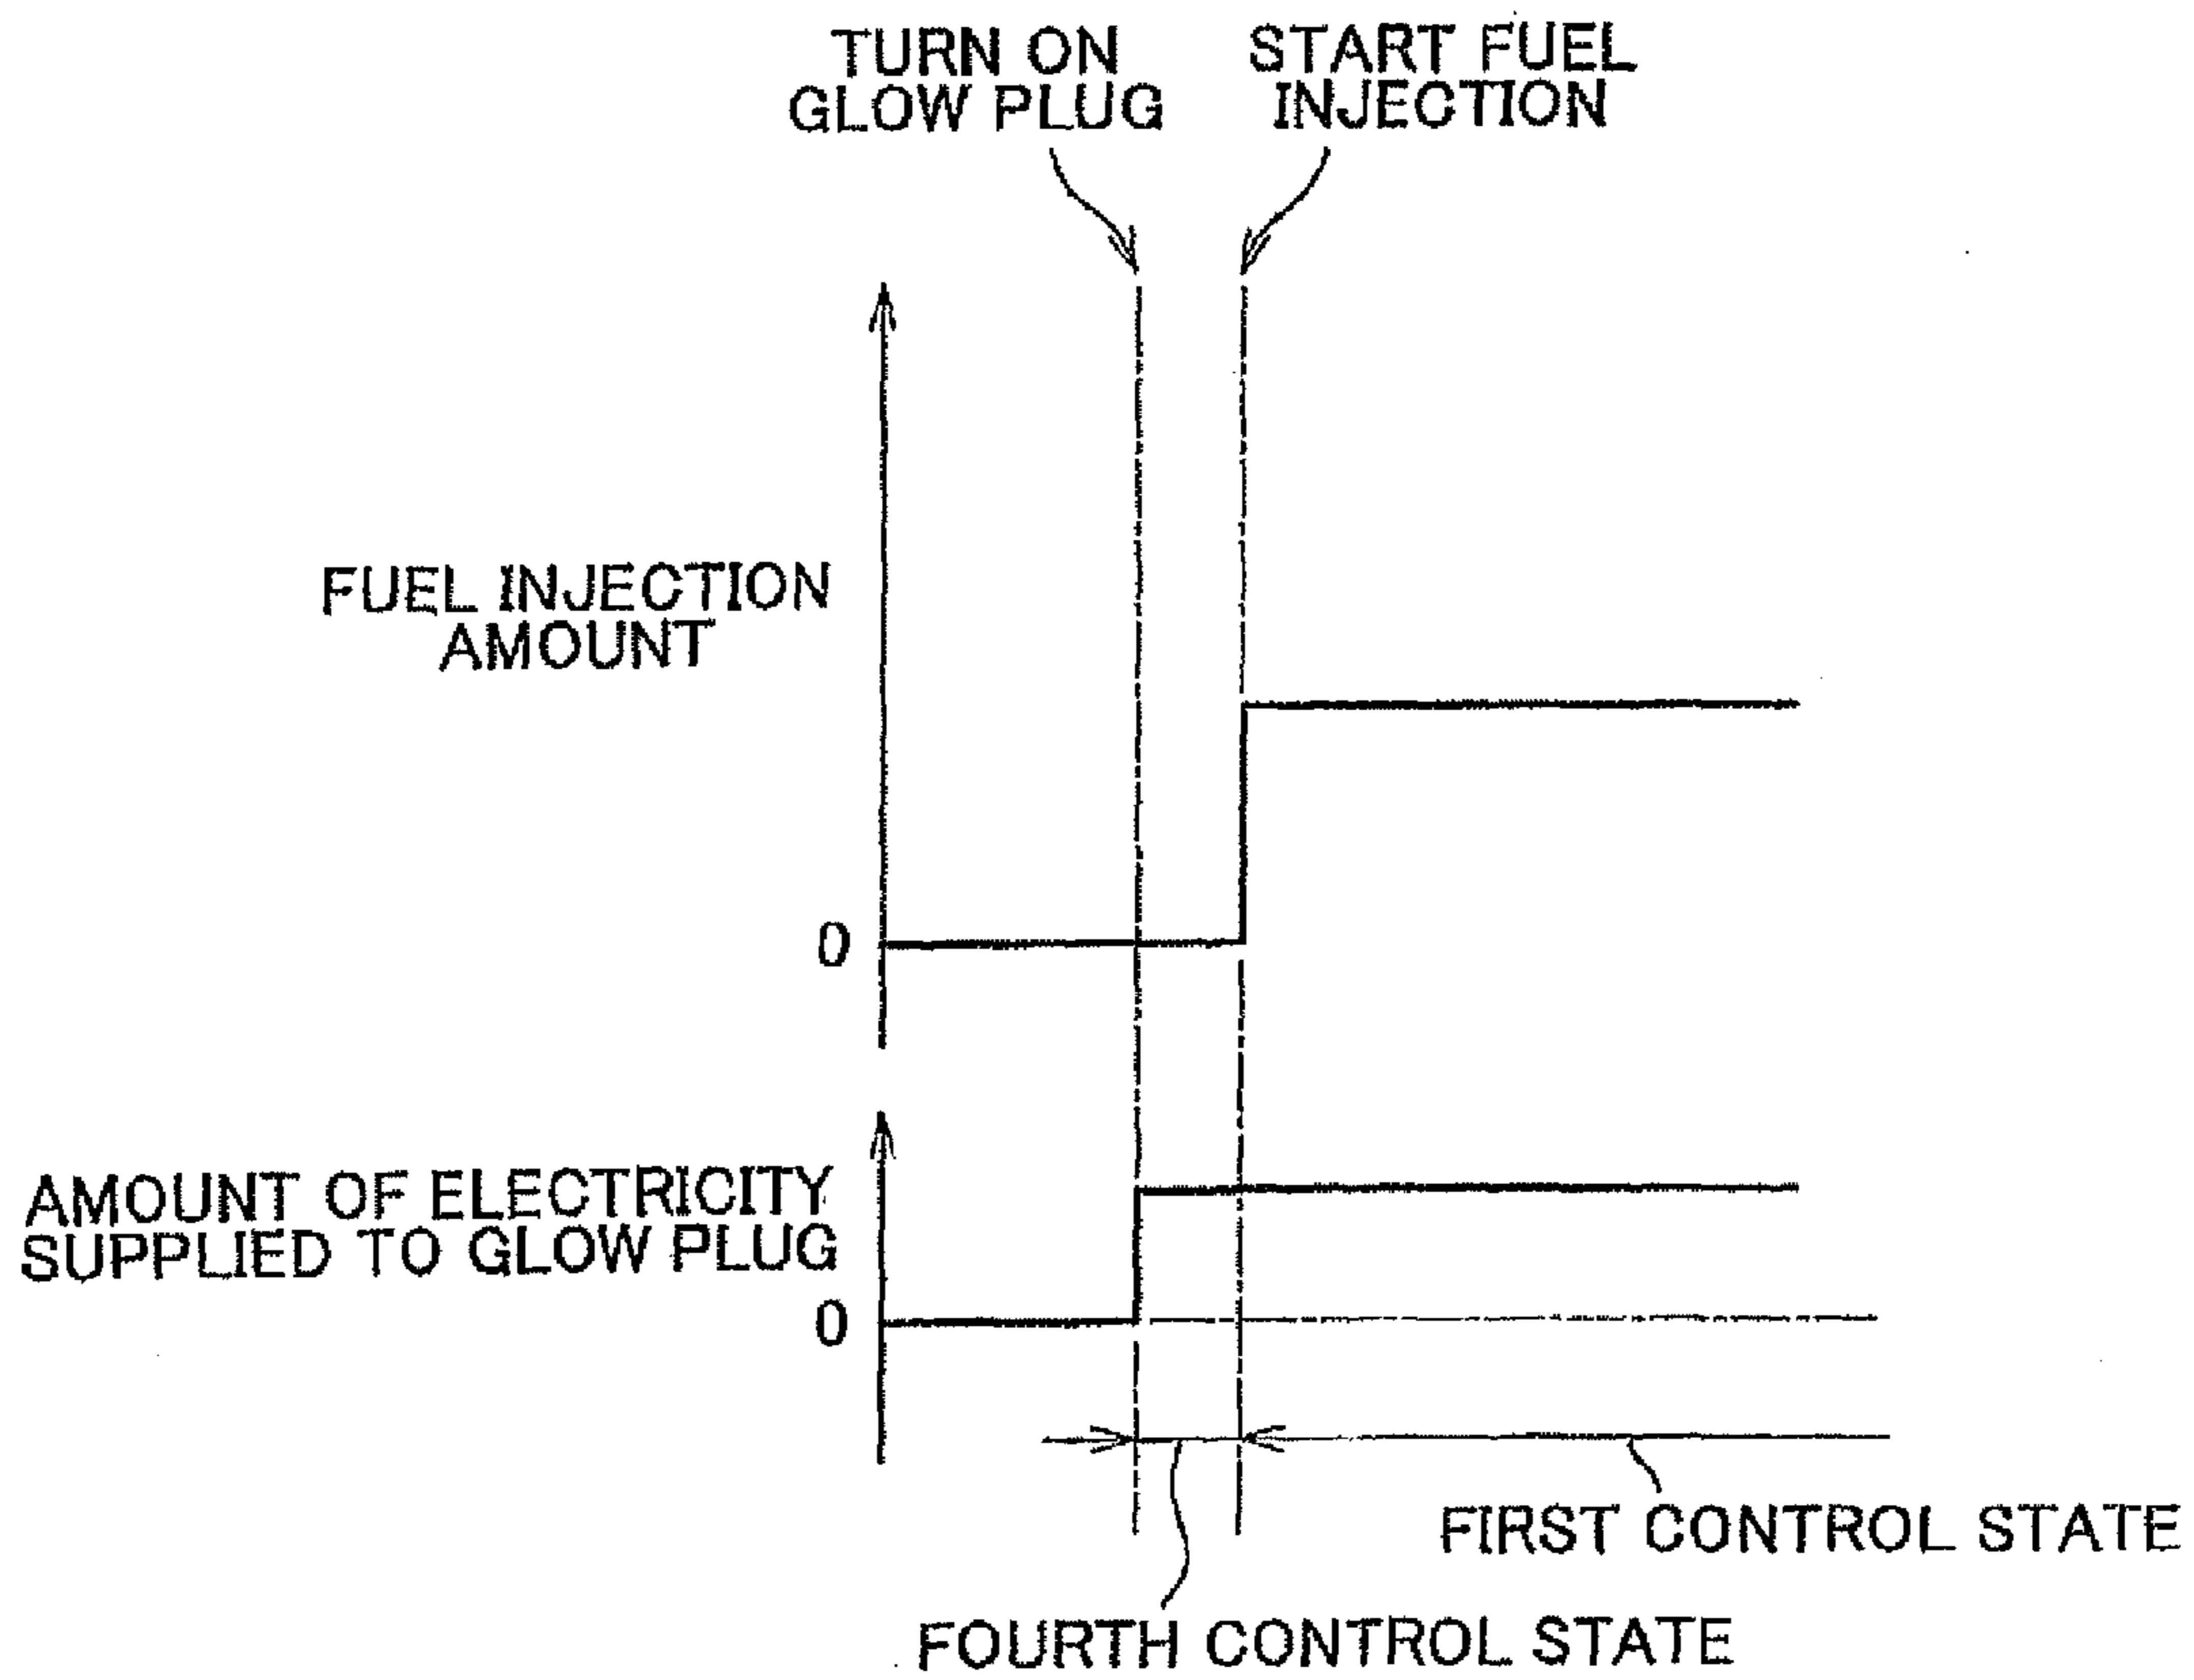 TURN ON
GLOW PLUG
START FUEL
INJECTION
FUEL INJECTION
AMOUNT
0
AMOUNT OF ELECTRICITY
SUPPLIED TO GLOW PLUG
0
FIRST CONTROL STATE
FOURTH CONTROL STATE